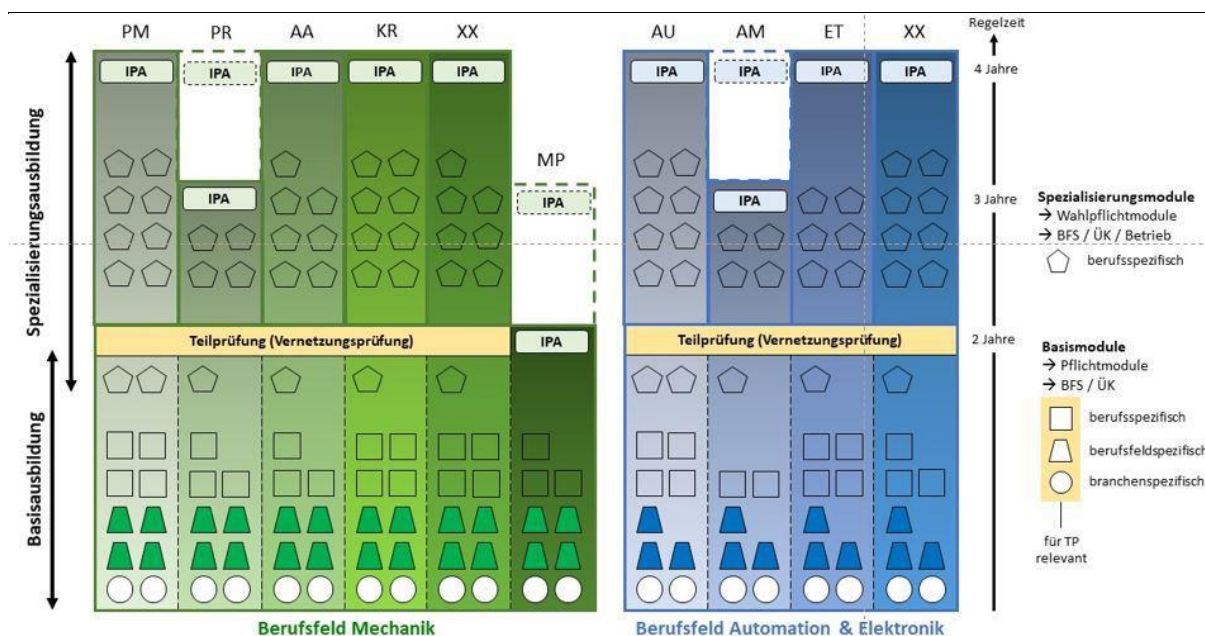 PM PR AA KR XX AU AM ET XX Regelzeit
IPA IPA IPA IPA IPA IPA IPA IPA IPA 4 Jahre
MP
IPA IPA IPA 3 Jahre
Spezialisierungsmodule
→ Wahlpflichtmodule
→ BFS / ÜK / Betrieb
berufsspezifisch
Spezialisierungsausbildung
Teilprüfung (Vernetzungsprüfung) IPA Teilprüfung (Vernetzungsprüfung) 2 Jahre
Basismodule
→ Pflichtmodule
→ BFS / ÜK
berufsspezifisch
berufsfeldspezifisch
branchenspezifisch
für TP
relevant
Basisausbildung
Berufsfeld Mechanik Berufsfeld Automation & Elektronik